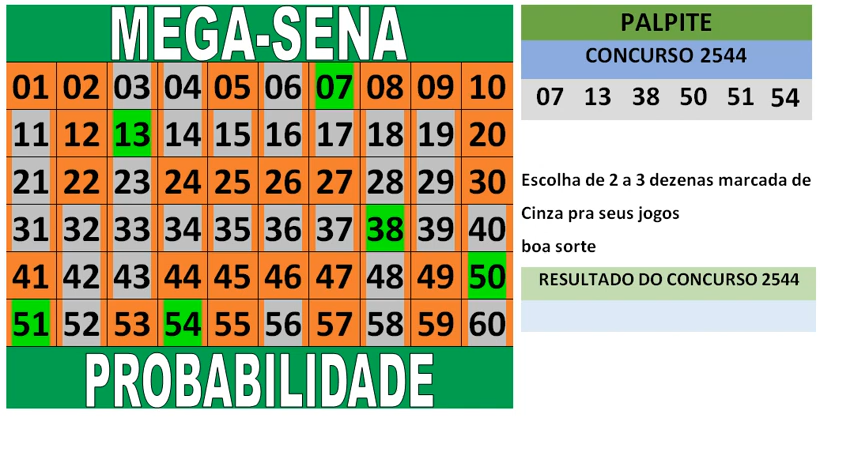 MEGA-SENA
01 02 03 04 05 06 07 08 09 10
11 12 13 14 15 16 17 18 19 20
21 22 23 24 25 26 27 28 29 30
31 32 33 34 35 36 37 38 39 40
41 42 43 44 45 46 47 48 49 50
51 52 53 54 55 56 57 58 59 60
PROBABILIDADE
PALPITE
CONCURSO 2544
07 13 38 50 51 54
Escolha de 2 a 3 dezenas marcada de
Cinza pra seus jogos
boa sorte
RESULTADO DO CONCURSO 2544